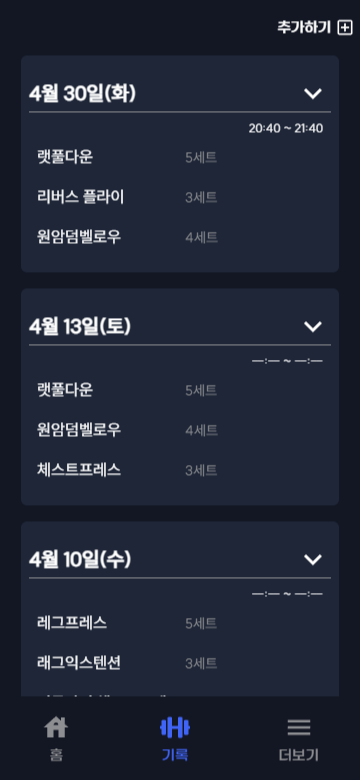 추가하기
4월 30일(화)
20:40 ~ 21:40
랫풀다운 5세트
리버스 플라이 3세트
원암덤벨로우 4세트
4월 13일(토)
—:— ~ —:—
랫풀다운 5세트
원암덤벨로우 4세트
체스트프레스 3세트
4월 10일(수)
—:— ~ —:—
레그프레스 5세트
래그익스텐션 3세트
홈 기록 더보기